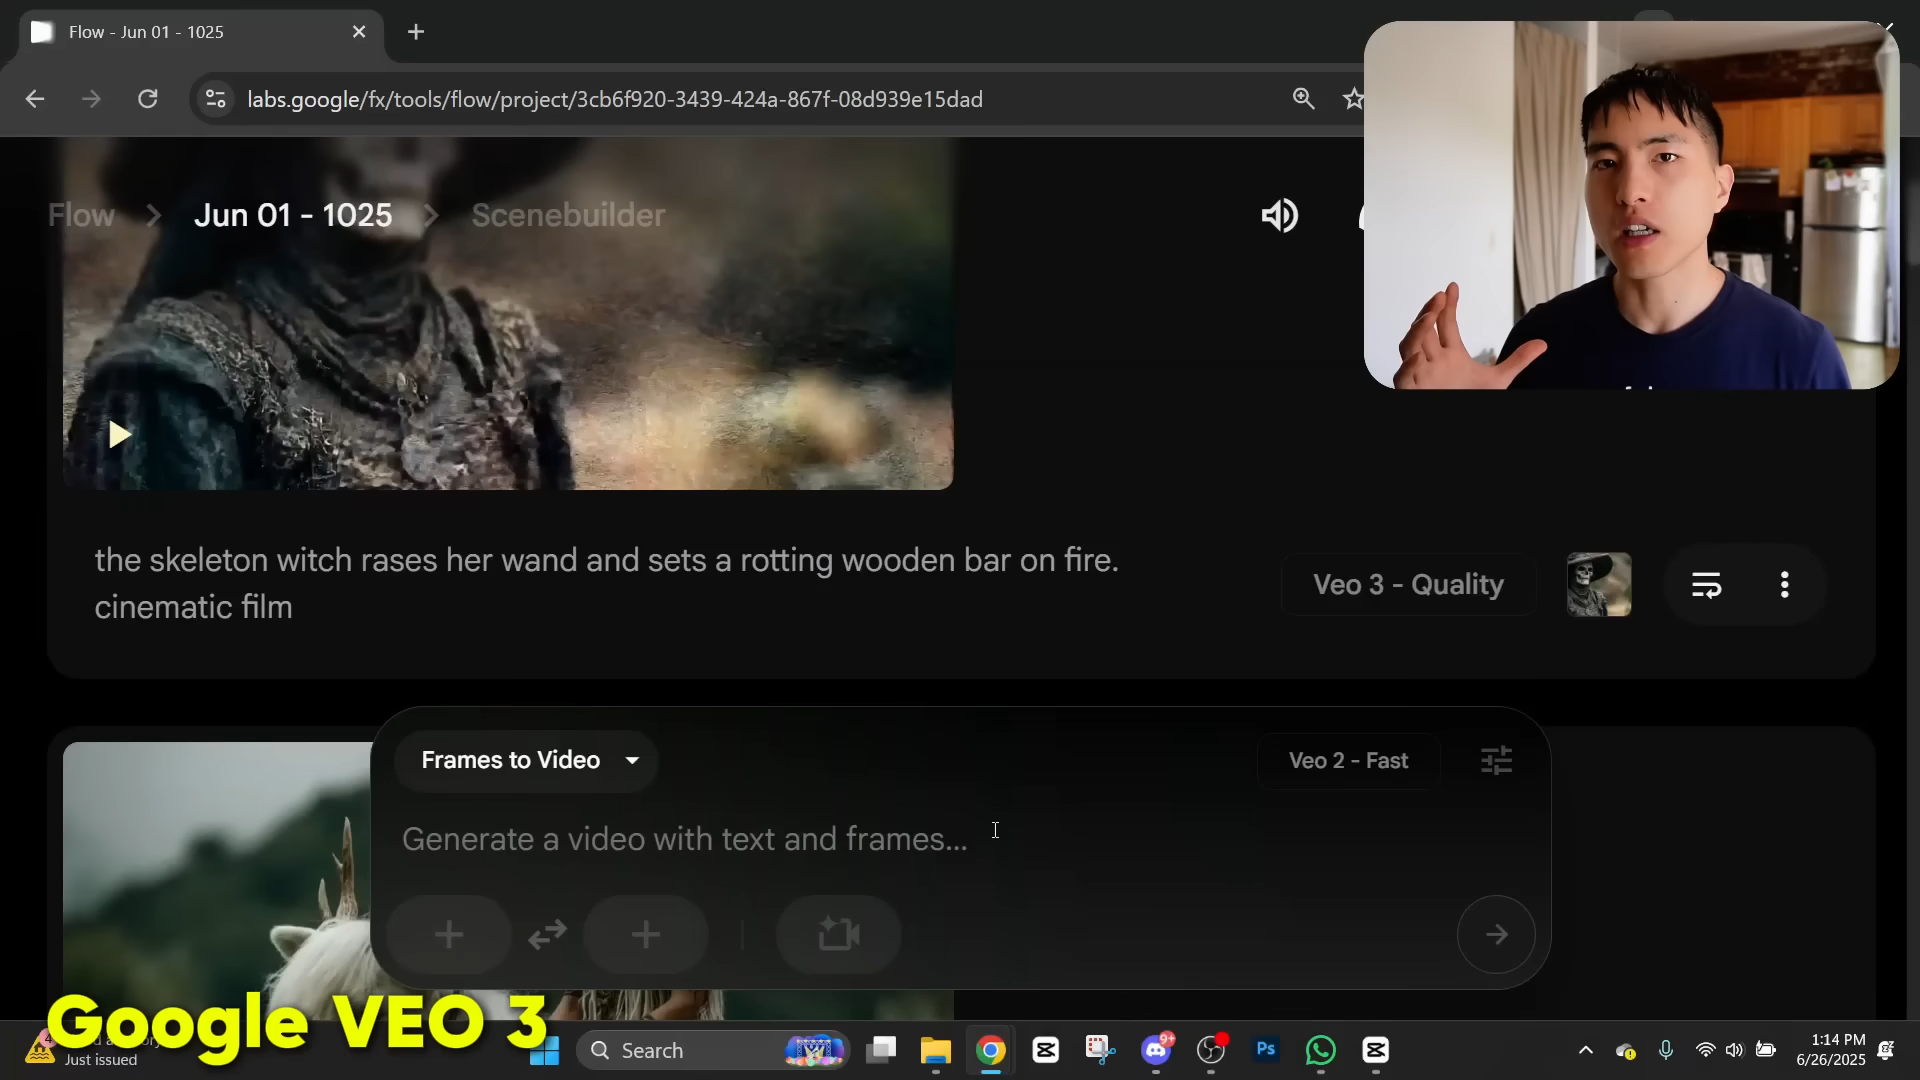 Flow - Jun 01 - 1025
labs.google/fx/tools/flow/project/3cb6f920-3439-424a-867f-08d939e15dad
Flow > Jun 01 - 1025 > Scenebuilder
the skeleton witch rases her wand and sets a rotting wooden bar on fire.
cinematic film
Veo 3 - Quality
Frames to Video
Veo 2 - Fast
Generate a video with text and frames...
Google VEO 3
Just issued
Search
9+
Ps
1:14 PM
6/26/2025